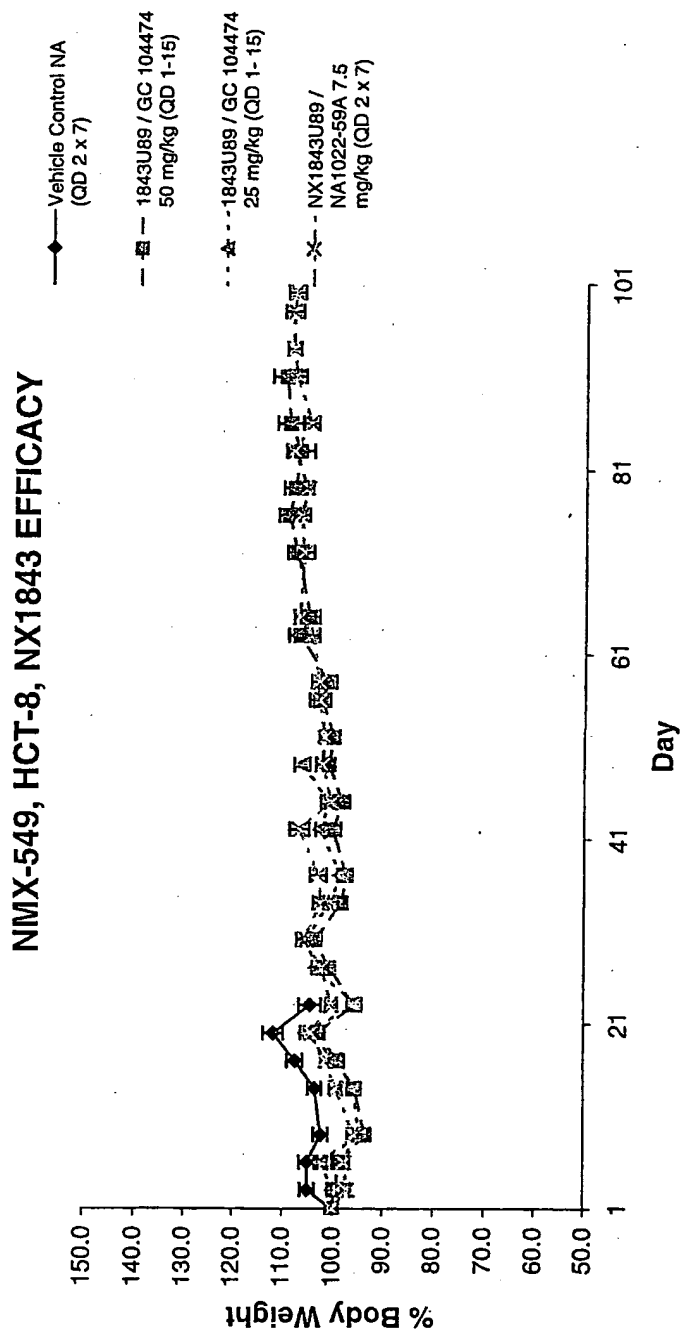 NMX-549, HCT-8, NX1843 EFFICACY
150.0
140.0
130.0
120.0
110.0
100.0
90.0
80.0
70.0
60.0
50.0
% Body Weight
1
21
41
61
81
101
Day
Vehicle Control NA
(QD 2 x 7)
1843U89 / GC 104474
50 mg/kg (QD 1-15)
1843U89 / GC 104474
25 mg/kg (QD 1-15)
NX1843U89 /
NA1022-59A 7.5
mg/kg (QD 2 x 7)